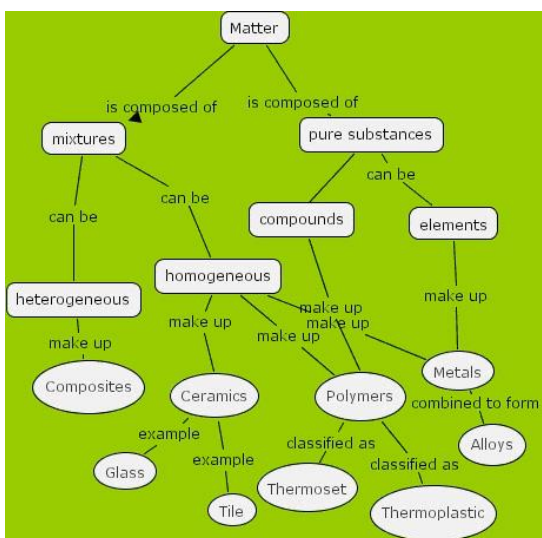 Matter
is composed of
is composed of
mixtures
pure substances
can be
can be
can be
compounds
elements
homogeneous
heterogeneous
make up
make up
make up
make up
make up
make up
Composites
Ceramics
Polymers
Metals
combined to form
example
example
classified as
classified as
Alloys
Glass
Tile
Thermoset
Thermoplastic